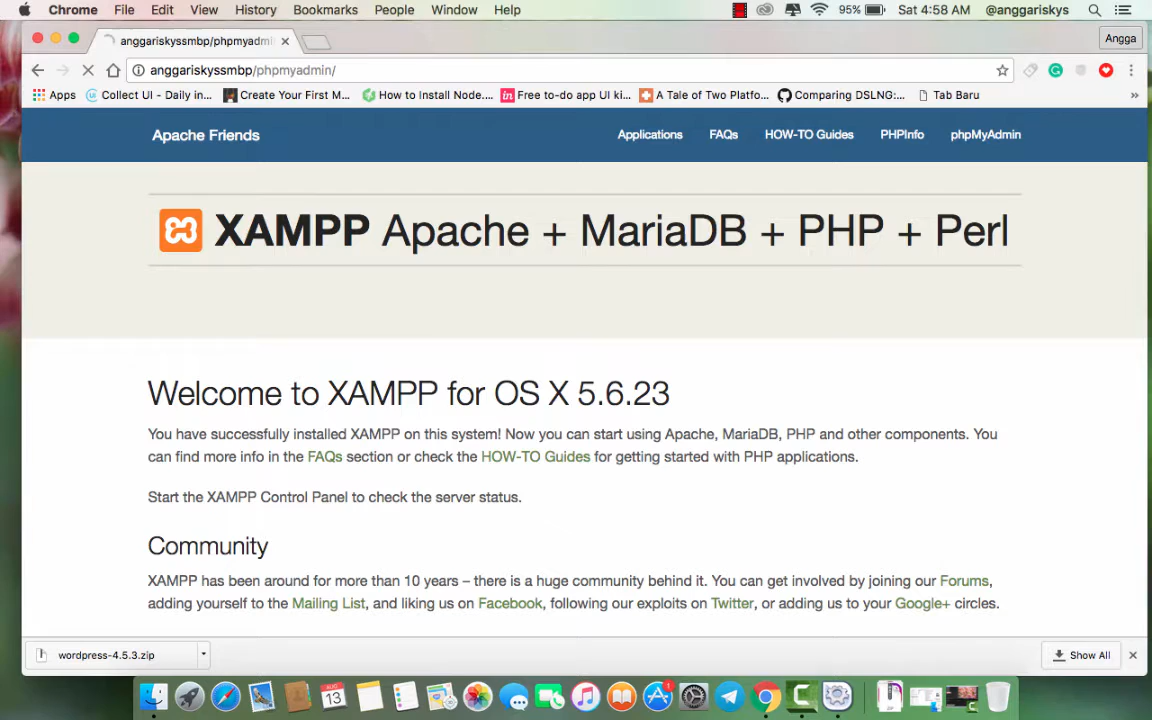 Chrome File Edit View History Bookmarks People Window Help 95% Sat 4:58 AM @anggariskys
anggariskyssmbp/phpmyadmi Angga
anggariskyssmbp/phpmyadmin/
Apps Collect UI - Daily in... Create Your First M... How to Install Node.... Free to-do app UI ki... A Tale of Two Platfo... Comparing DSLNG:... Tab Baru »
Apache Friends Applications FAQs HOW-TO Guides PHPInfo phpMyAdmin
XAMPP Apache + MariaDB + PHP + Perl
Welcome to XAMPP for OS X 5.6.23
You have successfully installed XAMPP on this system! Now you can start using Apache, MariaDB, PHP and other components. You
can find more info in the FAQs section or check the HOW-TO Guides for getting started with PHP applications.
Start the XAMPP Control Panel to check the server status.
Community
XAMPP has been around for more than 10 years – there is a huge community behind it. You can get involved by joining our Forums,
adding yourself to the Mailing List, and liking us on Facebook, following our exploits on Twitter, or adding us to your Google+ circles.
wordpress-4.5.3.zip Show All
AUG
13
1